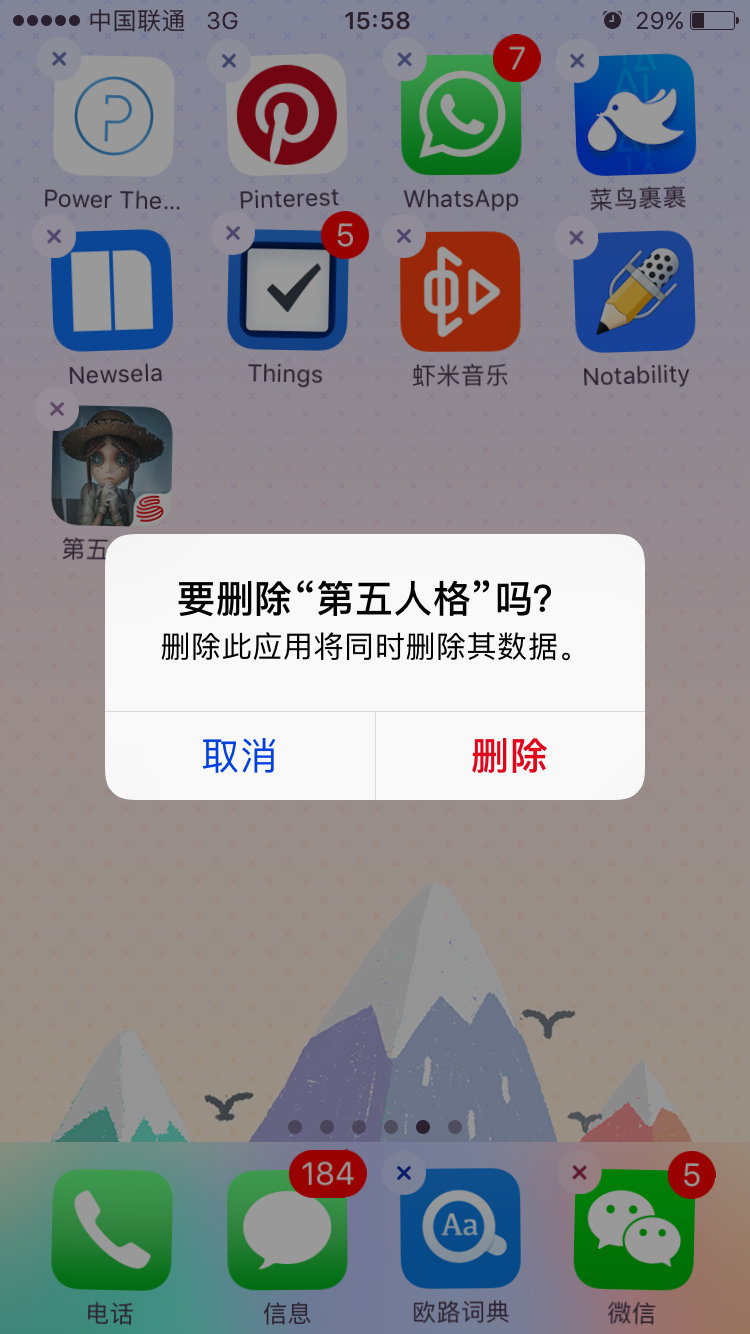 中国联通 3G 15:58 29%
7
Power The... Pinterest WhatsApp 菜鸟裹裹
5
Newsela Things 虾米音乐 Notability
第五
要删除“第五人格”吗?
删除此应用将同时删除其数据。
取消 删除
184 Aa 5
电话 信息 欧路词典 微信